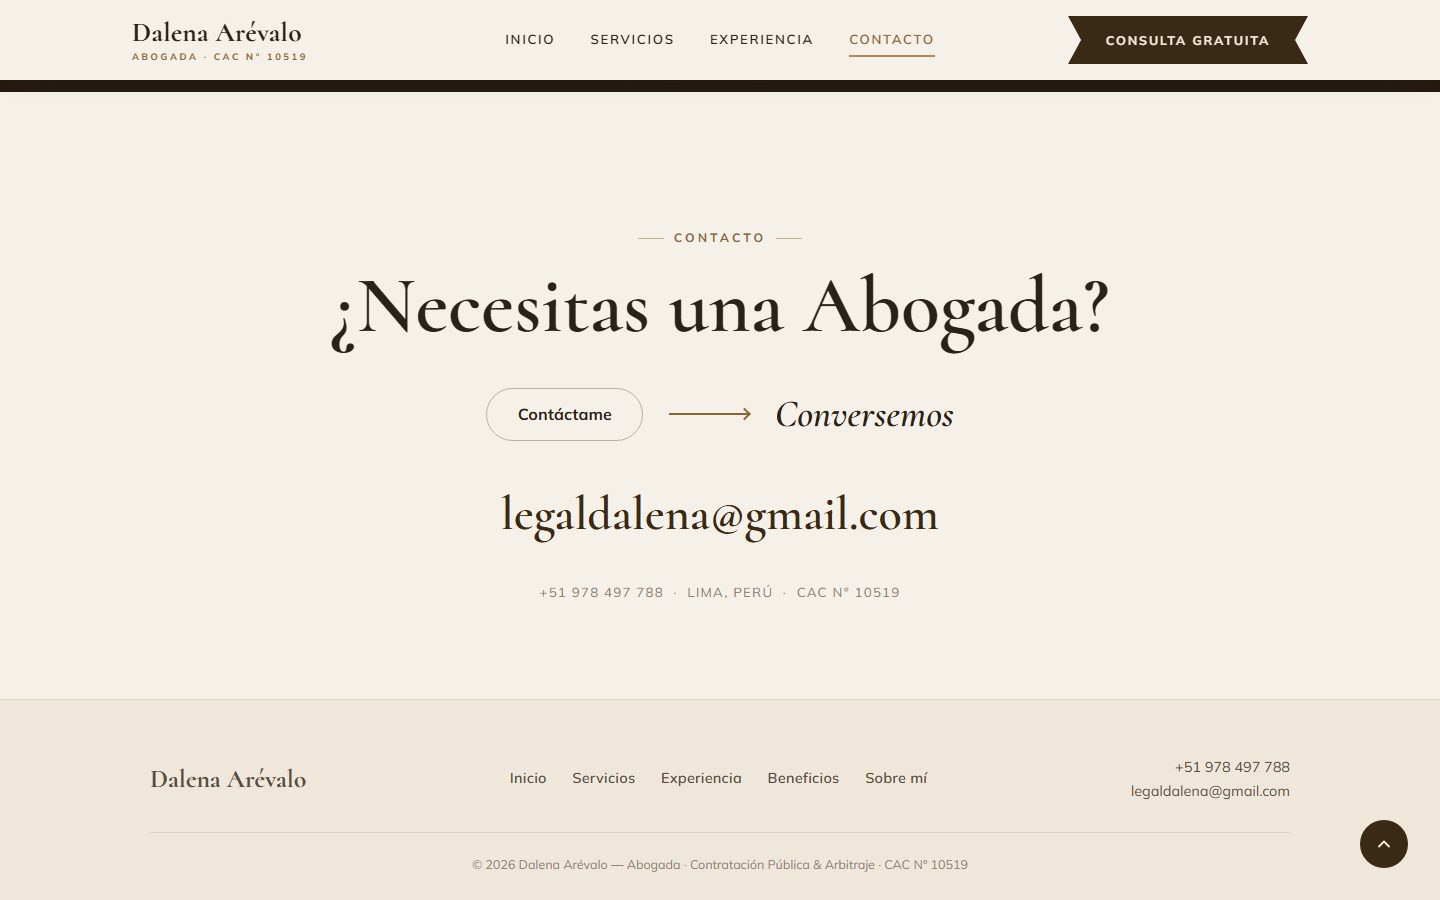 Dalena Arévalo
ABOGADA · CAC N° 10519
INICIO SERVICIOS EXPERIENCIA CONTACTO
CONSULTA GRATUITA
CONTACTO
¿Necesitas una Abogada?
Contáctame Conversemos
legaldalena@gmail.com
+51 978 497 788 · LIMA, PERÚ · CAC N° 10519
Dalena Arévalo
Inicio Servicios Experiencia Beneficios Sobre mí
+51 978 497 788
legaldalena@gmail.com
© 2026 Dalena Arévalo — Abogada · Contratación Pública & Arbitraje · CAC N° 10519